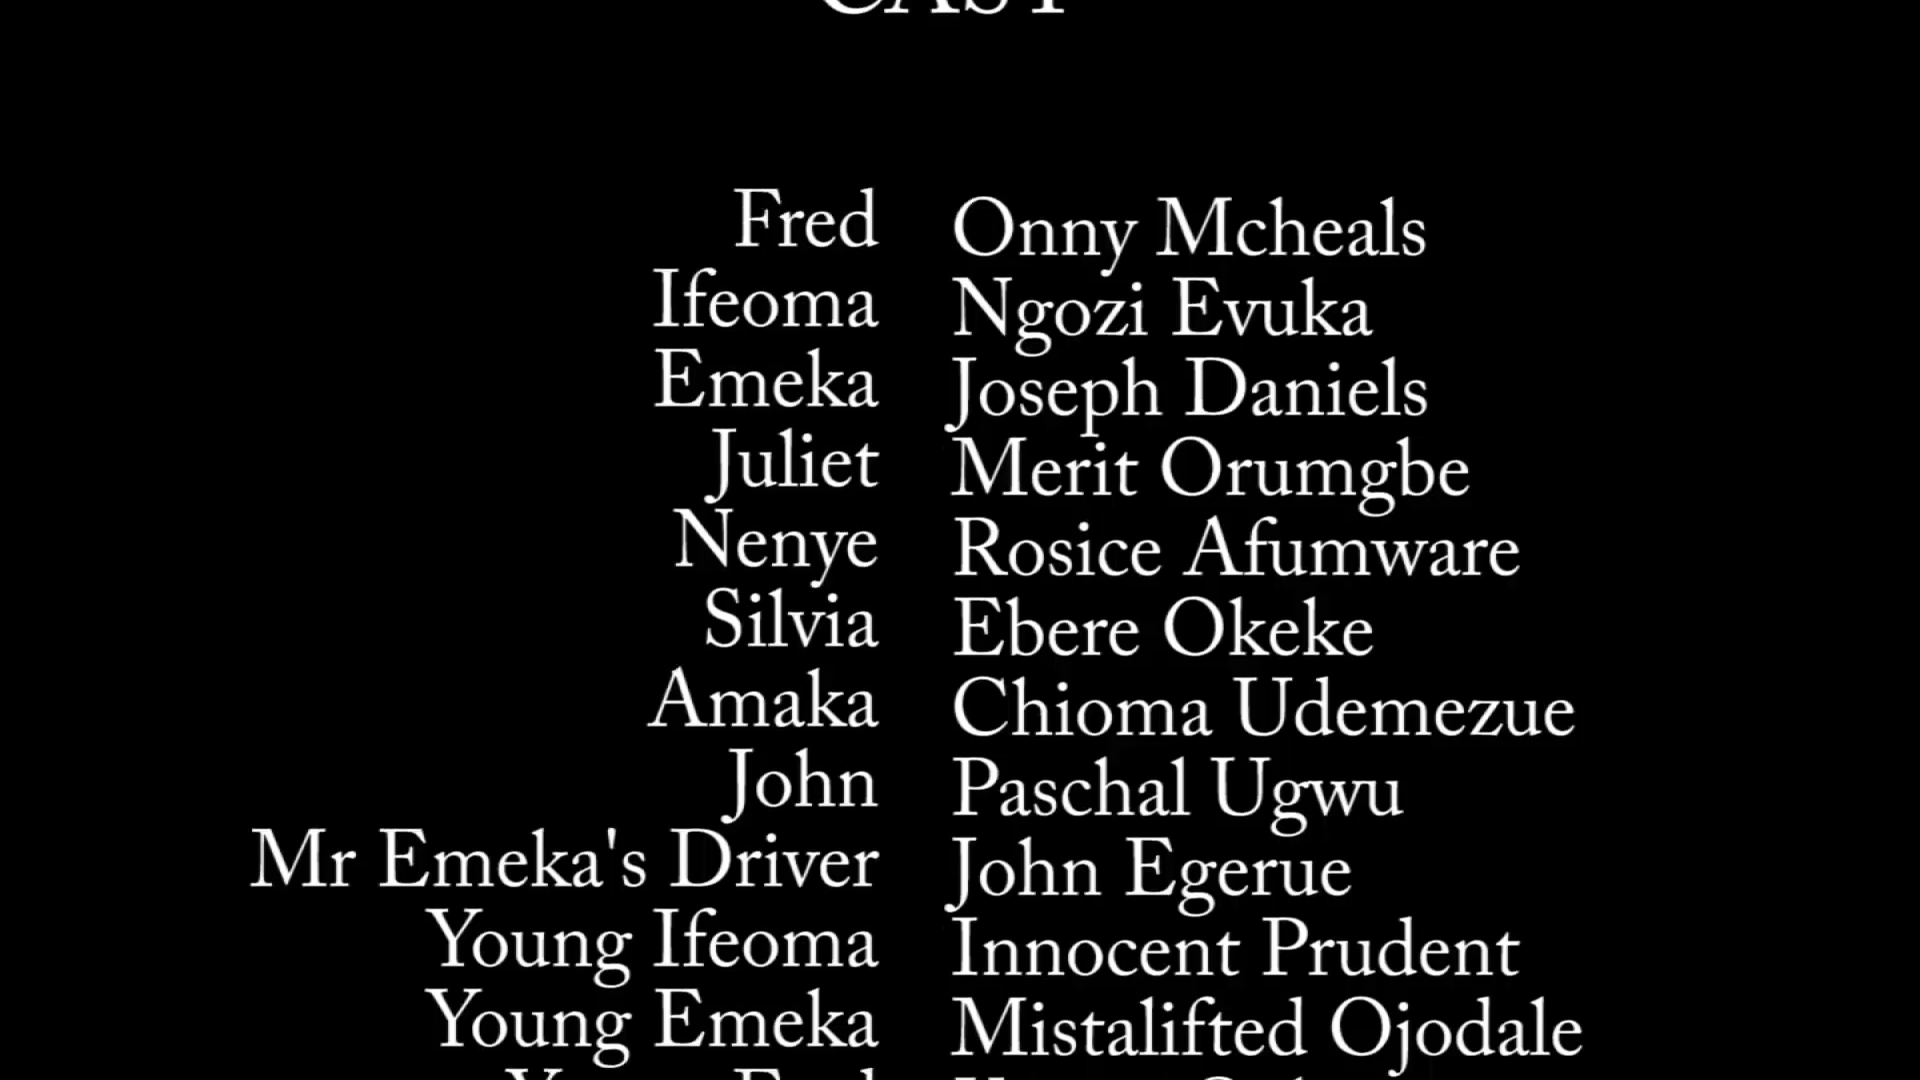 CAST
Fred Onny Mcheals
Ifeoma Ngozi Evuka
Emeka Joseph Daniels
Juliet Merit Orumgbe
Nenye Rosice Afumware
Silvia Ebere Okeke
Amaka Chioma Udemezue
John Paschal Ugwu
Mr Emeka's Driver John Egerue
Young Ifeoma Innocent Prudent
Young Emeka Mistalifted Ojodale